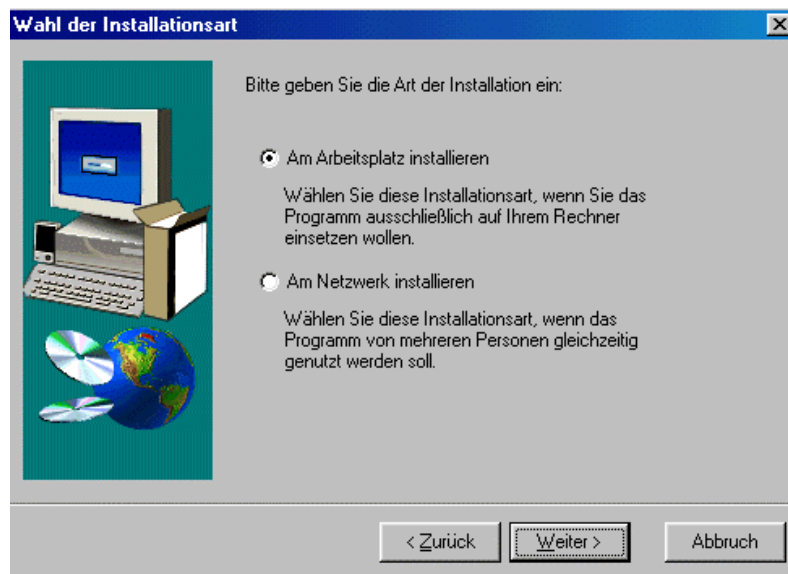 Wahl der Installationsart
Bitte geben Sie die Art der Installation ein:
Am Arbeitsplatz installieren
Wählen Sie diese Installationsart, wenn Sie das
Programm ausschließlich auf Ihrem Rechner
einsetzen wollen.
Am Netzwerk installieren
Wählen Sie diese Installationsart, wenn das
Programm von mehreren Personen gleichzeitig
genutzt werden soll.
< Zurück Weiter > Abbruch